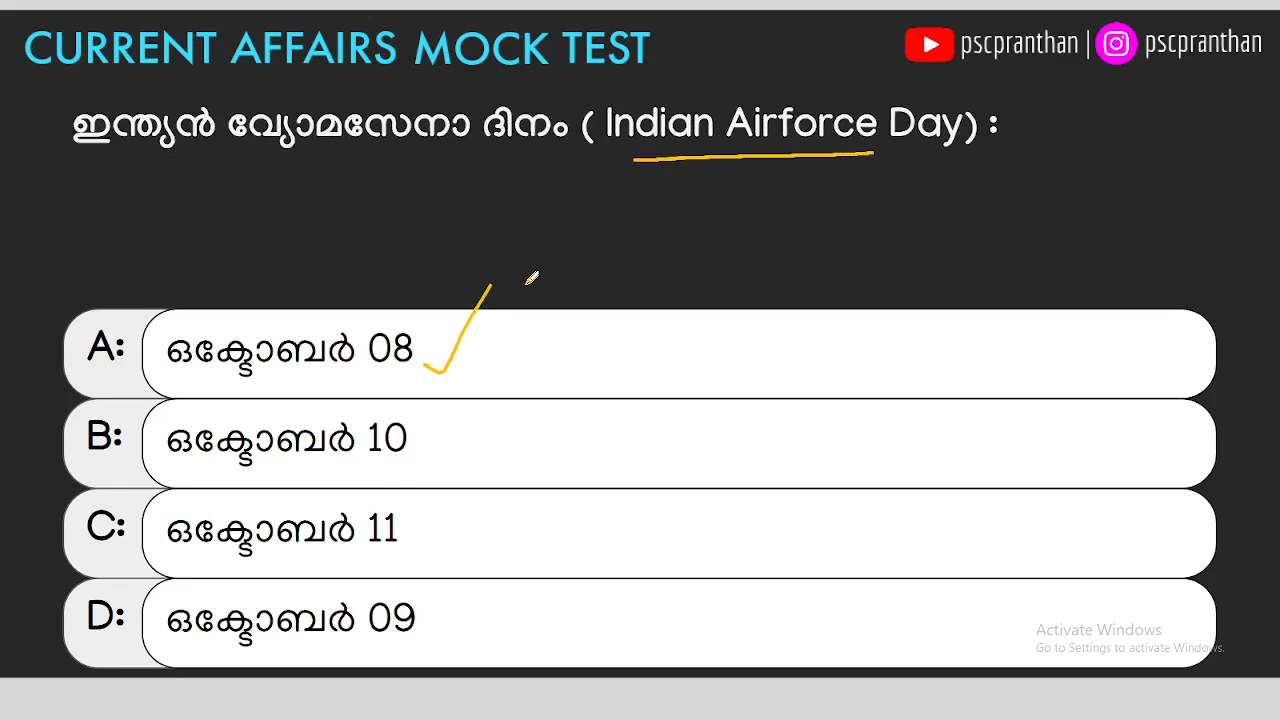 CURRENT AFFAIRS MOCK TEST
pscpranthan | pscpranthan
ഇന്ത്യൻ വ്യോമസേനാ ദിനം ( Indian Airforce Day) :
A: ഒക്ടോബർ 08
B: ഒക്ടോബർ 10
C: ഒക്ടോബർ 11
D: ഒക്ടോബർ 09
Activate Windows
Go to Settings to activate Windows.